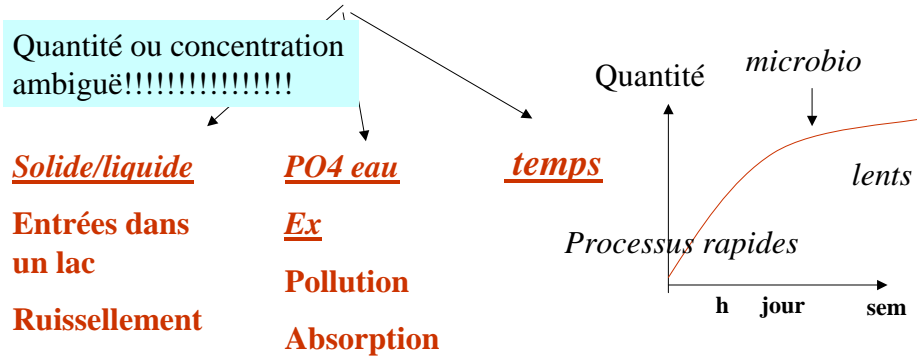 Quantité ou concentration
ambiguë!!!!!!!!!!!!!!!!
Solide/liquide
Entrées dans
un lac
Ruissellement
PO4 eau
Ex
Pollution
Absorption
temps
Quantité
microbio
lents
Processus rapides
h jour sem